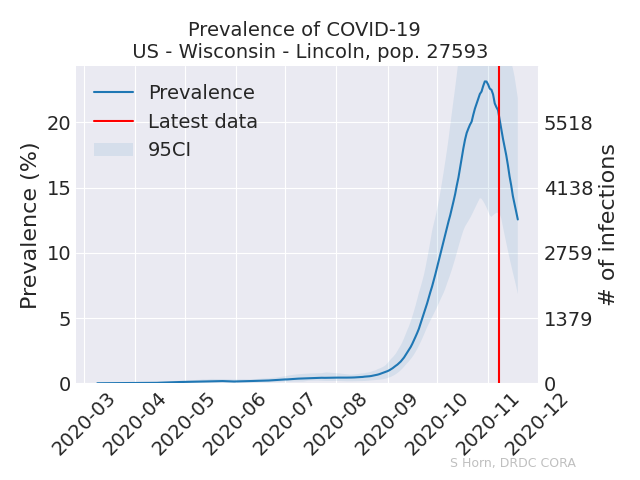 Prevalence of COVID-19
US - Wisconsin - Lincoln, pop. 27593
Prevalence
Latest data
95CI
Prevalence (%)
20
15
10
5
0
5518
4138
2759
1379
0
# of infections
2020-03
2020-04
2020-05
2020-06
2020-07
2020-08
2020-09
2020-10
2020-11
2020-12
S Horn, DRDC CORA